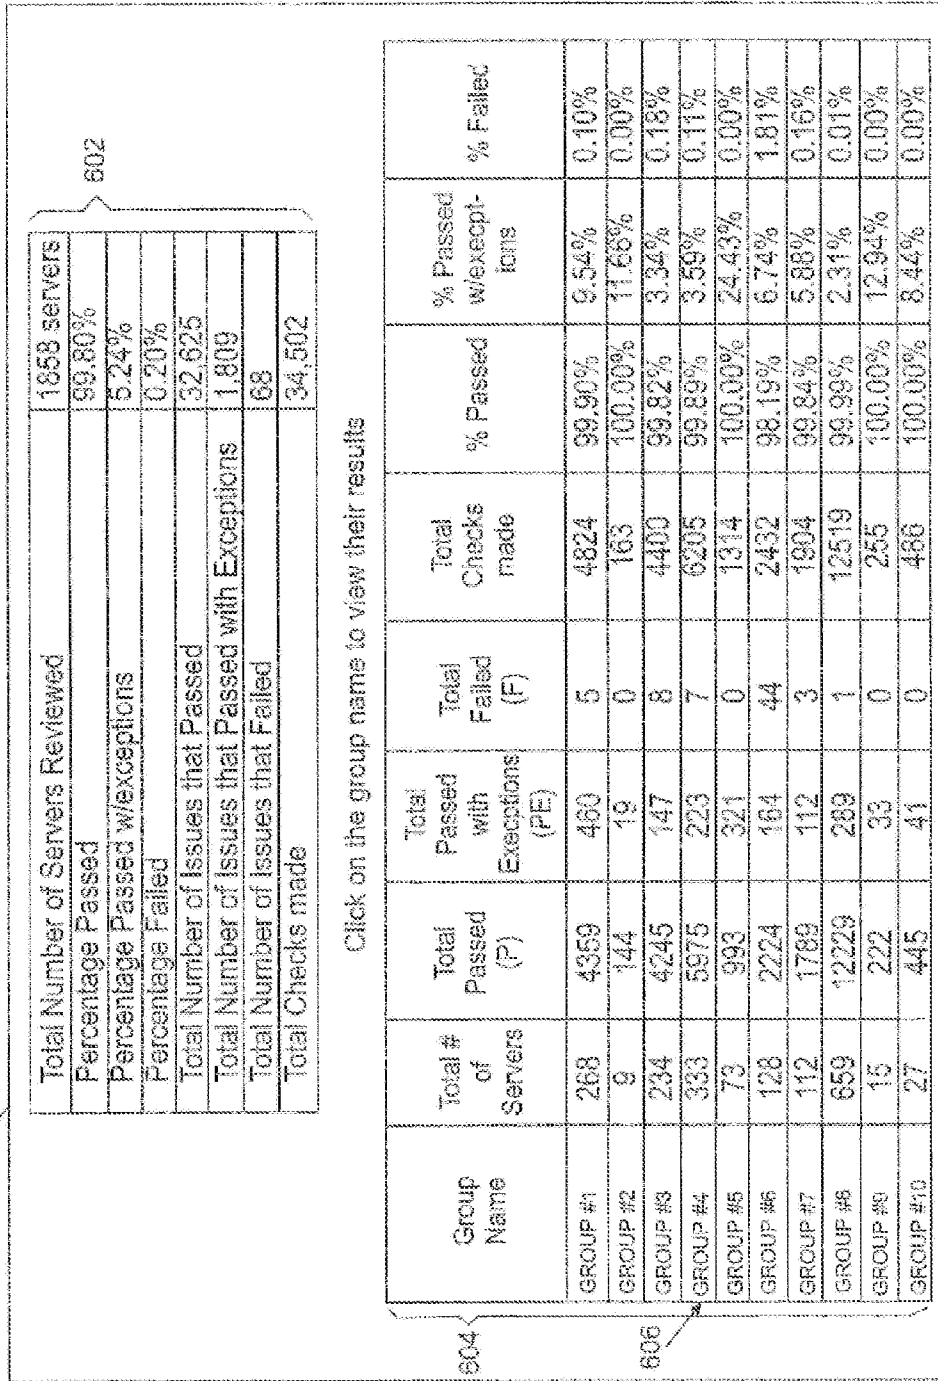 Total Number of Servers Reviewed 1858 servers
Percentage Passed 99.80%
Percentage Passed w/exceptions 5.24%
Percentage Failed 0.20%
Total Number of Issues that Passed 32,625
Total Number of Issues that Passed with Exceptions 1,809
Total Number of Issues that Failed 68
Total Checks made 34,502
602
Click on the group name to view their results
604
Group Name Total # of Servers Total Passed (P) Total Passed with Execptions (PE) Total Failed (F) Total Checks made % Passed % Passed w/execpt-ions % Failed
GROUP #1 268 4359 460 5 4824 99.90% 9.54% 0.10%
GROUP #2 9 144 19 0 163 100.00% 11.66% 0.00%
GROUP #3 234 4245 147 8 4400 99.82% 3.34% 0.18%
606
GROUP #4 333 5975 223 7 6205 99.89% 3.59% 0.11%
GROUP #5 73 993 321 0 1314 100.00% 24.43% 0.00%
GROUP #6 128 2224 164 44 2432 98.19% 6.74% 1.81%
GROUP #7 112 1789 112 3 1904 99.84% 5.88% 0.16%
GROUP #8 659 12229 289 1 12519 99.99% 2.31% 0.01%
GROUP #9 15 222 33 0 255 100.00% 12.94% 0.00%
GROUP #10 27 445 41 0 486 100.00% 8.44% 0.00%